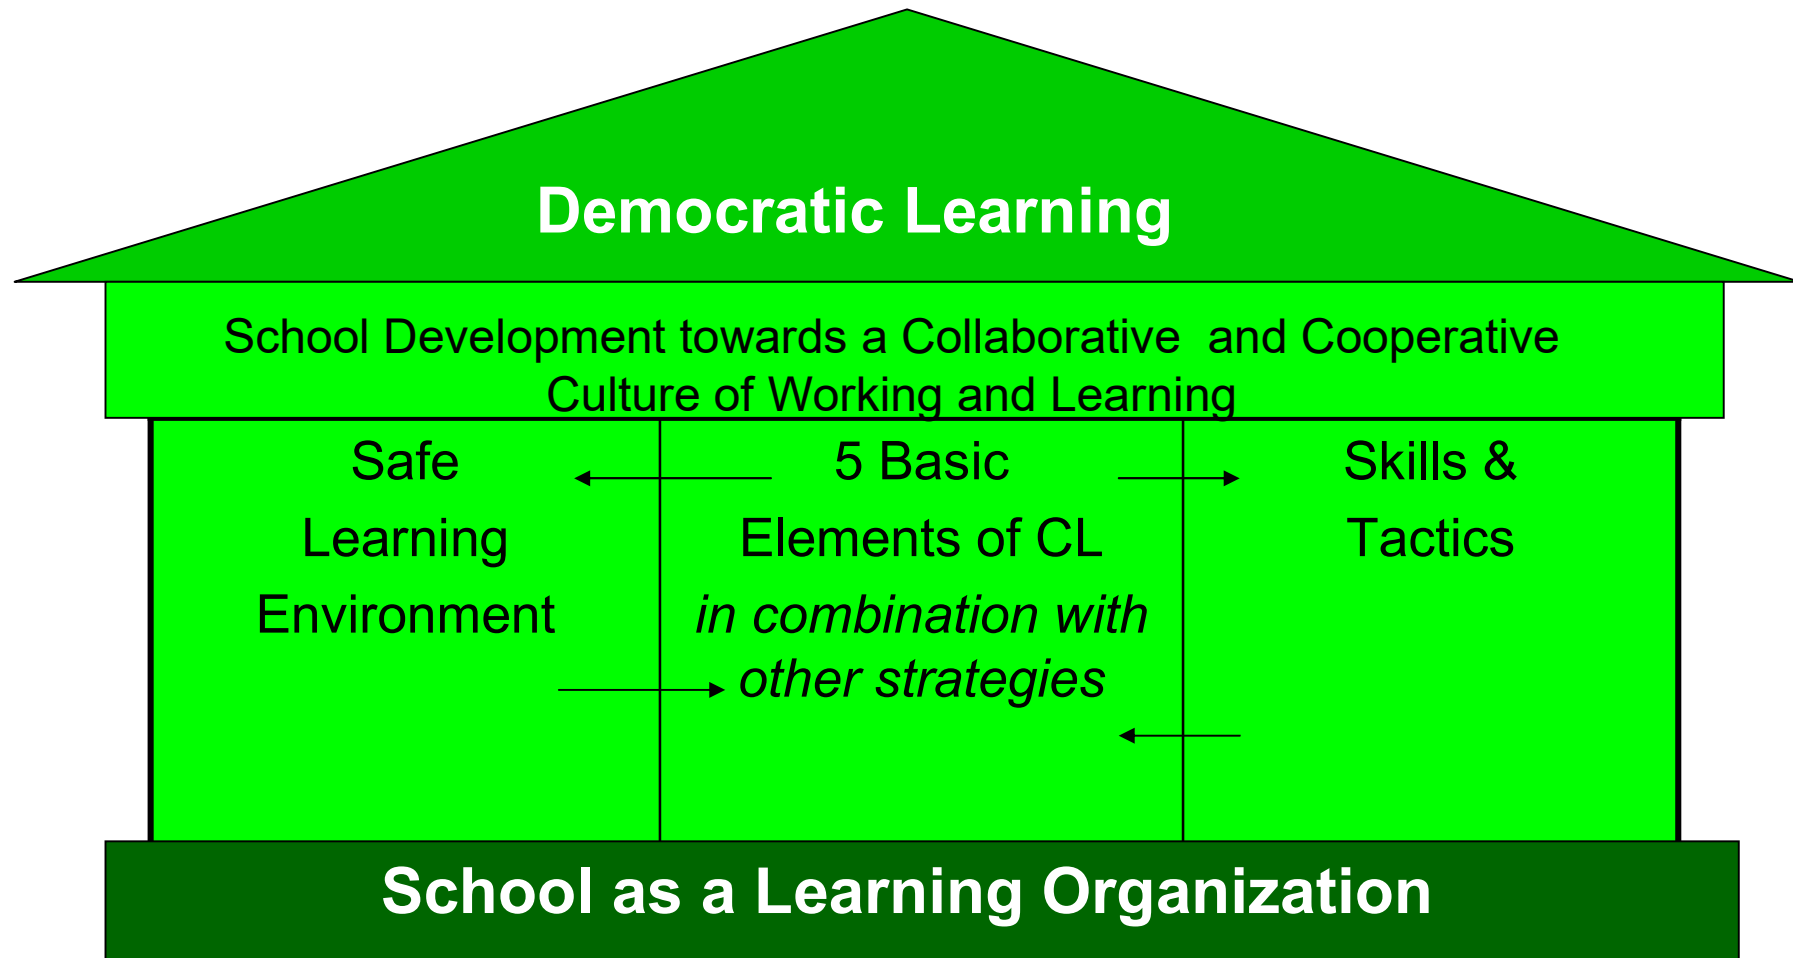 Democratic Learning
School Development towards a Collaborative and Cooperative
Culture of Working and Learning
Safe
Learning
Environment
5 Basic
Elements of CL
in combination with
other strategies
Skills &
Tactics
School as a Learning Organization